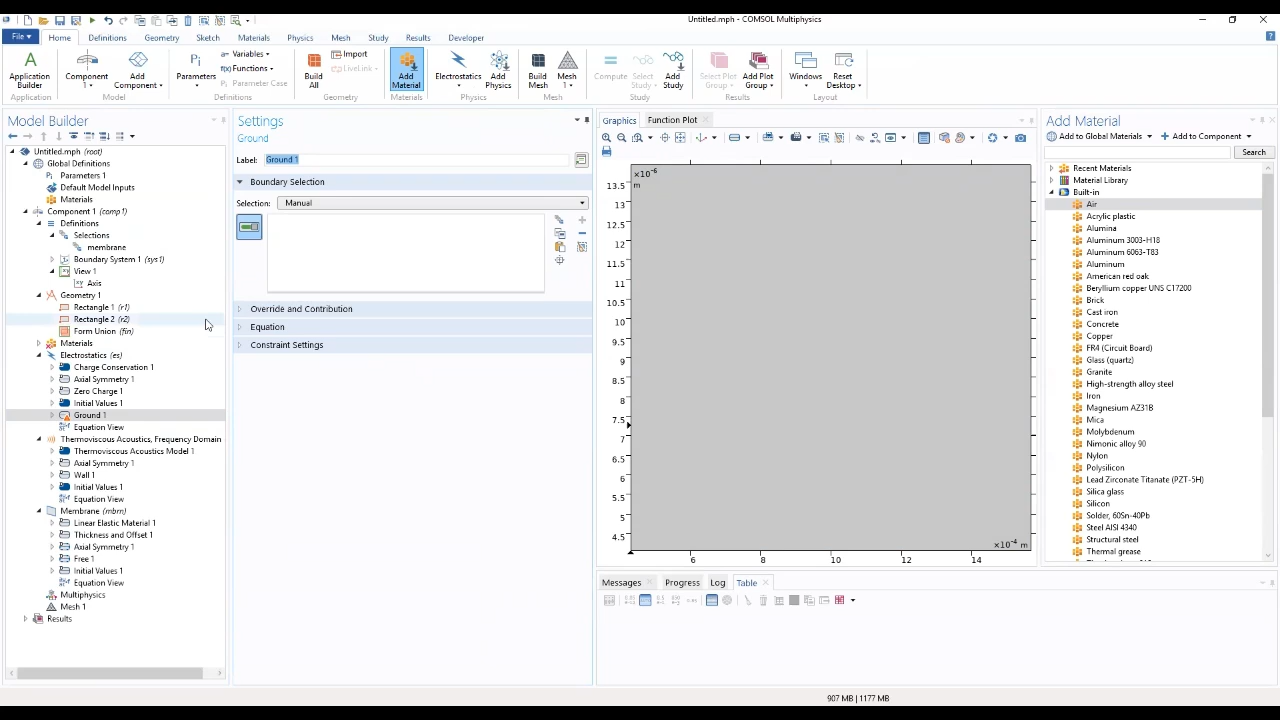 Untitled.mph - COMSOL Multiphysics
File Home Definitions Geometry Sketch Materials Physics Mesh Study Results Developer
Application Builder
Component 1
Add Component
Parameters
Variables
Functions
Parameter Case
Build All
Import
LiveLink
Add Material
Electrostatics
Add Physics
Build Mesh
Mesh 1
Compute
Select Study
Add Study
Select Plot Group
Add Plot Group
Windows
Reset Desktop
Application Model Definitions Geometry Materials Physics Mesh Study Results Layout
Model Builder
Untitled.mph (root)
Global Definitions
Parameters 1
Default Model Inputs
Materials
Component 1 (comp1)
Definitions
Selections
membrane
Boundary System 1 (sys1)
View 1
Axis
Geometry 1
Rectangle 1 (r1)
Rectangle 2 (r2)
Form Union (fin)
Materials
Electrostatics (es)
Charge Conservation 1
Axial Symmetry 1
Zero Charge 1
Initial Values 1
Ground 1
Equation View
Thermoviscous Acoustics, Frequency Domain
Thermoviscous Acoustics Model 1
Axial Symmetry 1
Wall 1
Initial Values 1
Equation View
Membrane (mbrn)
Linear Elastic Material 1
Thickness and Offset 1
Axial Symmetry 1
Free 1
Initial Values 1
Equation View
Multiphysics
Mesh 1
Results
Settings
Ground
Label: Ground 1
Boundary Selection
Selection: Manual
Override and Contribution
Equation
Constraint Settings
Graphics Function Plot
×10⁻⁶
m
13.5
13
12.5
12
11.5
11
10.5
10
9.5
9
8.5
8
7.5
7
6.5
6
5.5
5
4.5
×10⁻⁴ m
6 8 10 12 14
Messages Progress Log Table
Add Material
Add to Global Materials Add to Component
Search
Recent Materials
Material Library
Built-in
Air
Acrylic plastic
Alumina
Aluminum 3003-H18
Aluminum 6063-T83
Aluminum
American red oak
Beryllium copper UNS C17200
Brick
Cast iron
Concrete
Copper
FR4 (Circuit Board)
Glass (quartz)
Granite
High-strength alloy steel
Iron
Magnesium AZ31B
Mica
Molybdenum
Nimonic alloy 90
Nylon
Polysilicon
Lead Zirconate Titanate (PZT-5H)
Silica glass
Silicon
Solder, 60Sn-40Pb
Steel AISI 4340
Structural steel
Thermal grease
907 MB | 1177 MB